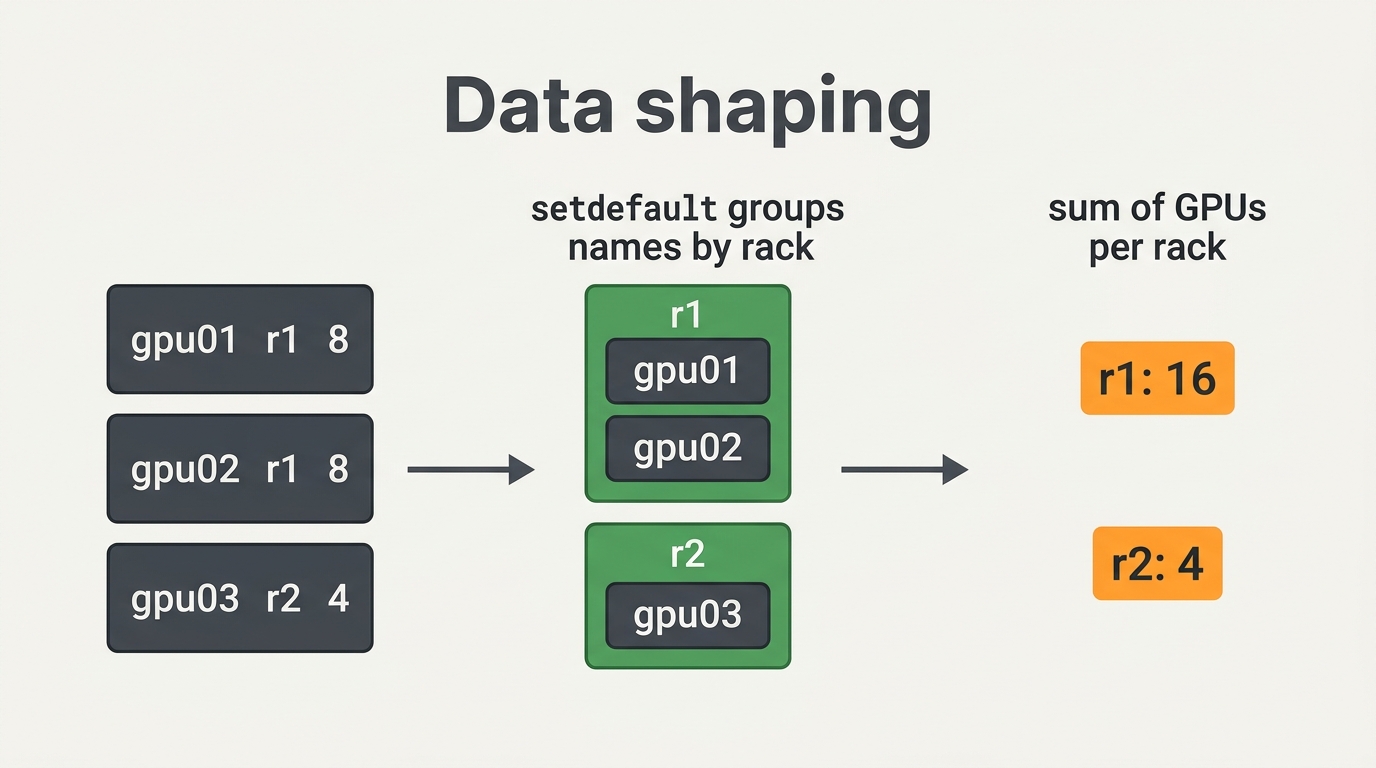 Data shaping
setdefault groups
names by rack
sum of GPUs
per rack
gpu01 r1 8
gpu02 r1 8
gpu03 r2 4
r1
gpu01
gpu02
r2
gpu03
r1: 16
r2: 4